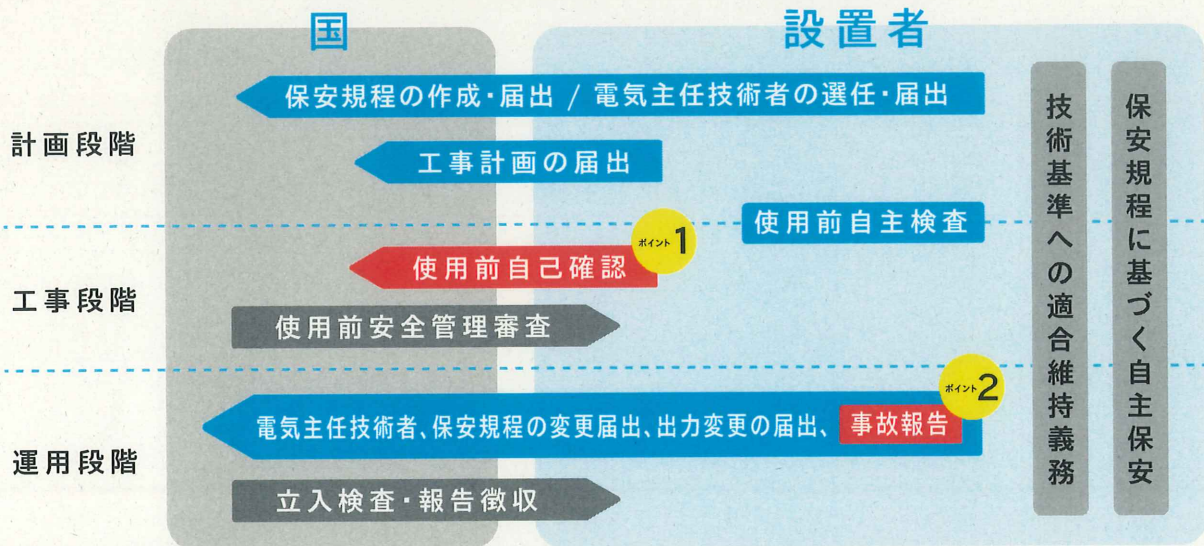 国
設置者
計画段階
保安規程の作成・届出 / 電気主任技術者の選任・届出
工事計画の届出
使用前自主検査
工事段階
使用前自己確認
ポイント1
使用前安全管理審査
運用段階
電気主任技術者、保安規程の変更届出、出力変更の届出、事故報告
ポイント2
立入検査・報告徴収
技術基準への適合維持義務
保安規程に基づく自主保安